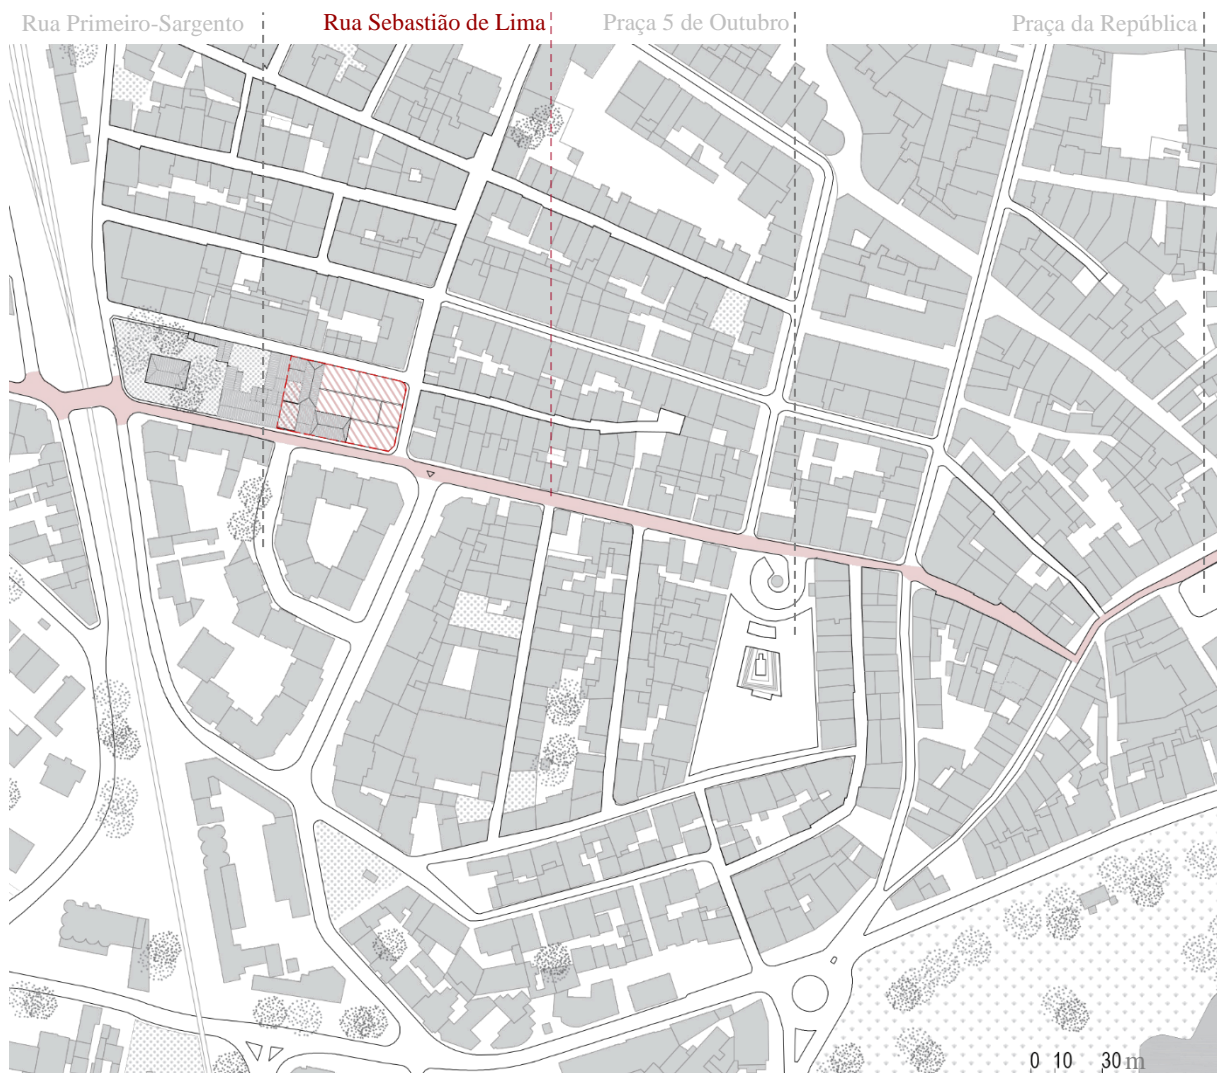 Rua Primeiro-Sargento
Rua Sebastião de Lima
Praça 5 de Outubro
Praça da República
0 10 30 m